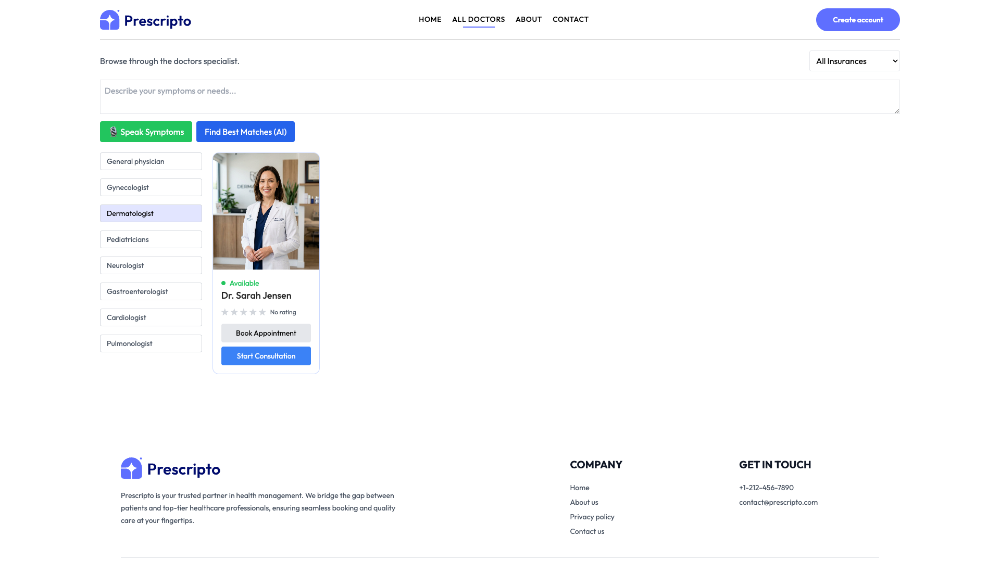 Prescripto
HOME
ALL DOCTORS
ABOUT
CONTACT
Create account
Browse through the doctors specialist.
All Insurances
Describe your symptoms or needs...
Speak Symptoms
Find Best Matches (AI)
General physician
Gynecologist
Dermatologist
Pediatricians
Neurologist
Gastroenterologist
Cardiologist
Pulmonologist
Available
Dr. Sarah Jensen
No rating
Book Appointment
Start Consultation
Prescripto
Prescripto is your trusted partner in health management. We bridge the gap between
patients and top-tier healthcare professionals, ensuring seamless booking and quality
care at your fingertips.
COMPANY
Home
About us
Privacy policy
Contact us
GET IN TOUCH
+1-212-456-7890
contact@prescripto.com